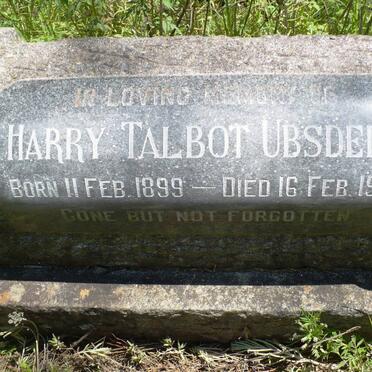 In Loving Memory of
Harry Talbot Ubsde
Born 11 Feb. 1899 — Died 16 Feb. 19
Gone but not forgotten